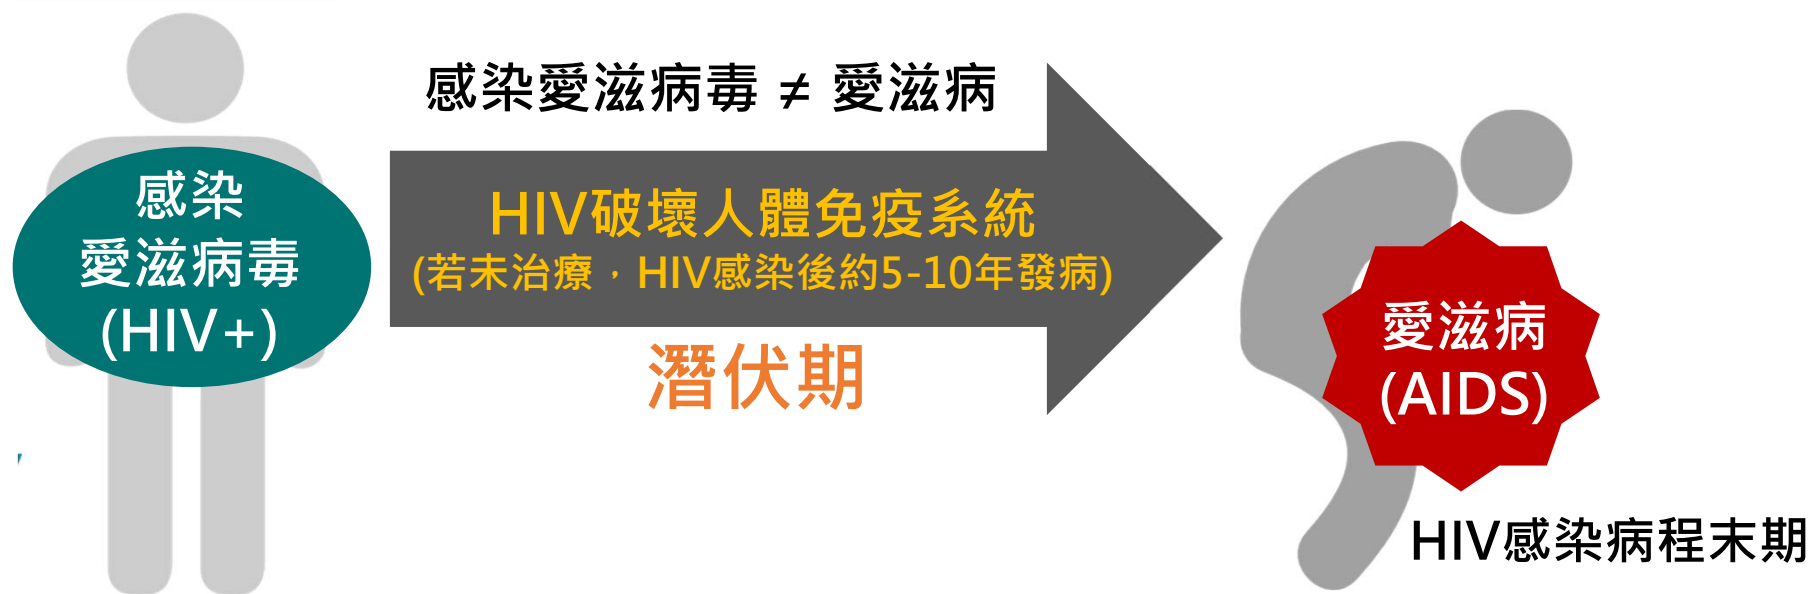 感染愛滋病毒 ≠ 愛滋病
感染
愛滋病毒
(HIV+)
HIV破壞人體免疫系統
(若未治療，HIV感染後約5-10年發病)
潛伏期
愛滋病
(AIDS)
HIV感染病程末期